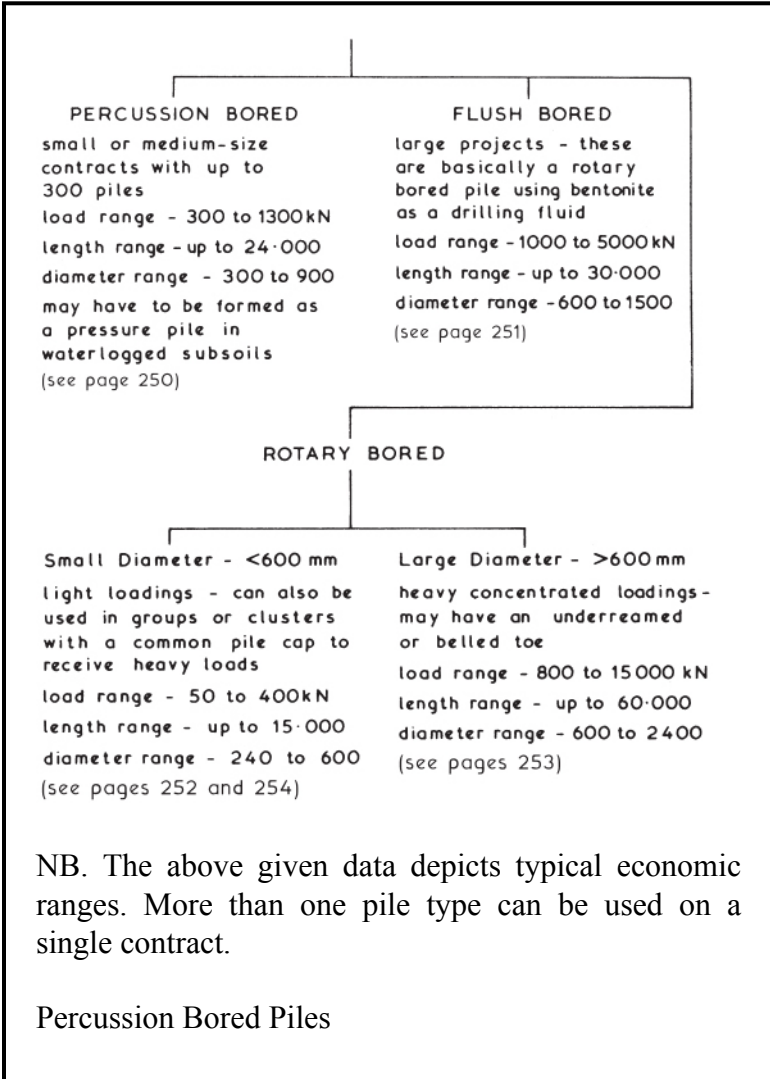 PERCUSSION BORED
small or medium-size
contracts with up to
300 piles
load range - 300 to 1300kN
length range - up to 24·000
diameter range - 300 to 900
may have to be formed as
a pressure pile in
waterlogged subsoils
(see page 250)
FLUSH BORED
large projects - these
are basically a rotary
bored pile using bentonite
as a drilling fluid
load range - 1000 to 5000 kN
length range - up to 30·000
diameter range - 600 to 1500
(see page 251)
ROTARY BORED
Small Diameter - <600 mm
light loadings - can also be
used in groups or clusters
with a common pile cap to
receive heavy loads
load range - 50 to 400kN
length range - up to 15·000
diameter range - 240 to 600
(see pages 252 and 254)
Large Diameter - >600 mm
heavy concentrated loadings-
may have an underreamed
or belled toe
load range - 800 to 15000 kN
length range - up to 60·000
diameter range - 600 to 2400
(see pages 253)
NB. The above given data depicts typical economic
ranges. More than one pile type can be used on a
single contract.
Percussion Bored Piles